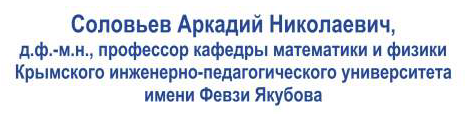 Соловьев Аркадий Николаевич,
д.ф.-м.н., профессор кафедры математики и физики
Крымского инженерно-педагогического университета
имени Февзи Якубова